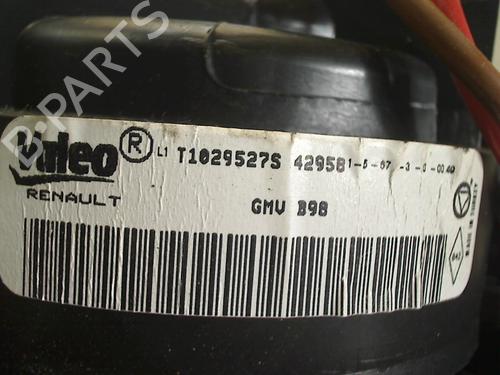 B-PARTS
Valeo ® L1 T1029527S 42958
RENAULT
GMV B98